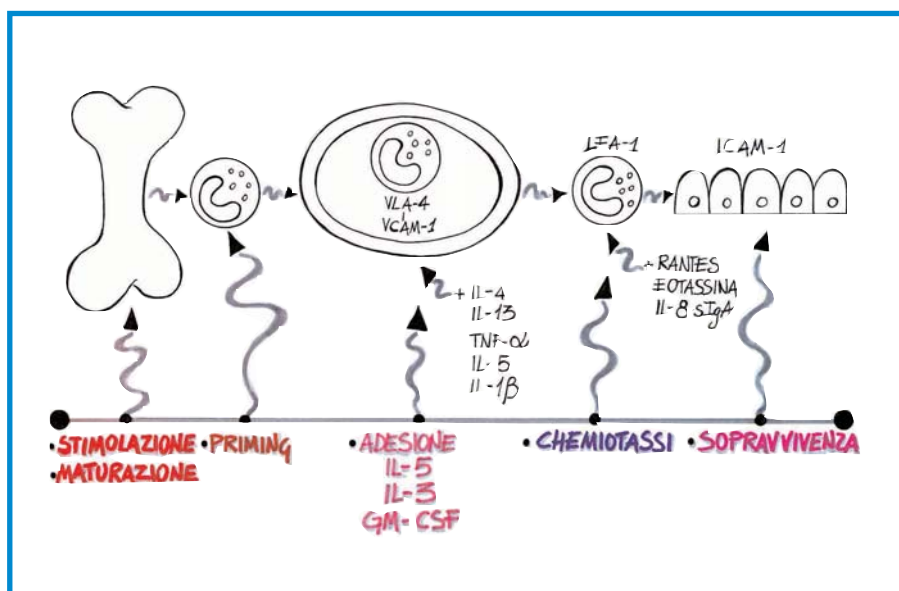 LFA-1
ICAM-1
VLA-4
VCAM-1
+ IL-4
IL-13
TNF-α
IL-5
IL-1β
+ RANTES
EOTASSINA
IL-8 sIgA
• STIMOLAZIONE
• MATURAZIONE
• PRIMING
• ADESIONE
IL-5
IL-3
GM-CSF
• CHEMIOTASSI
• SOPRAVVIVENZA